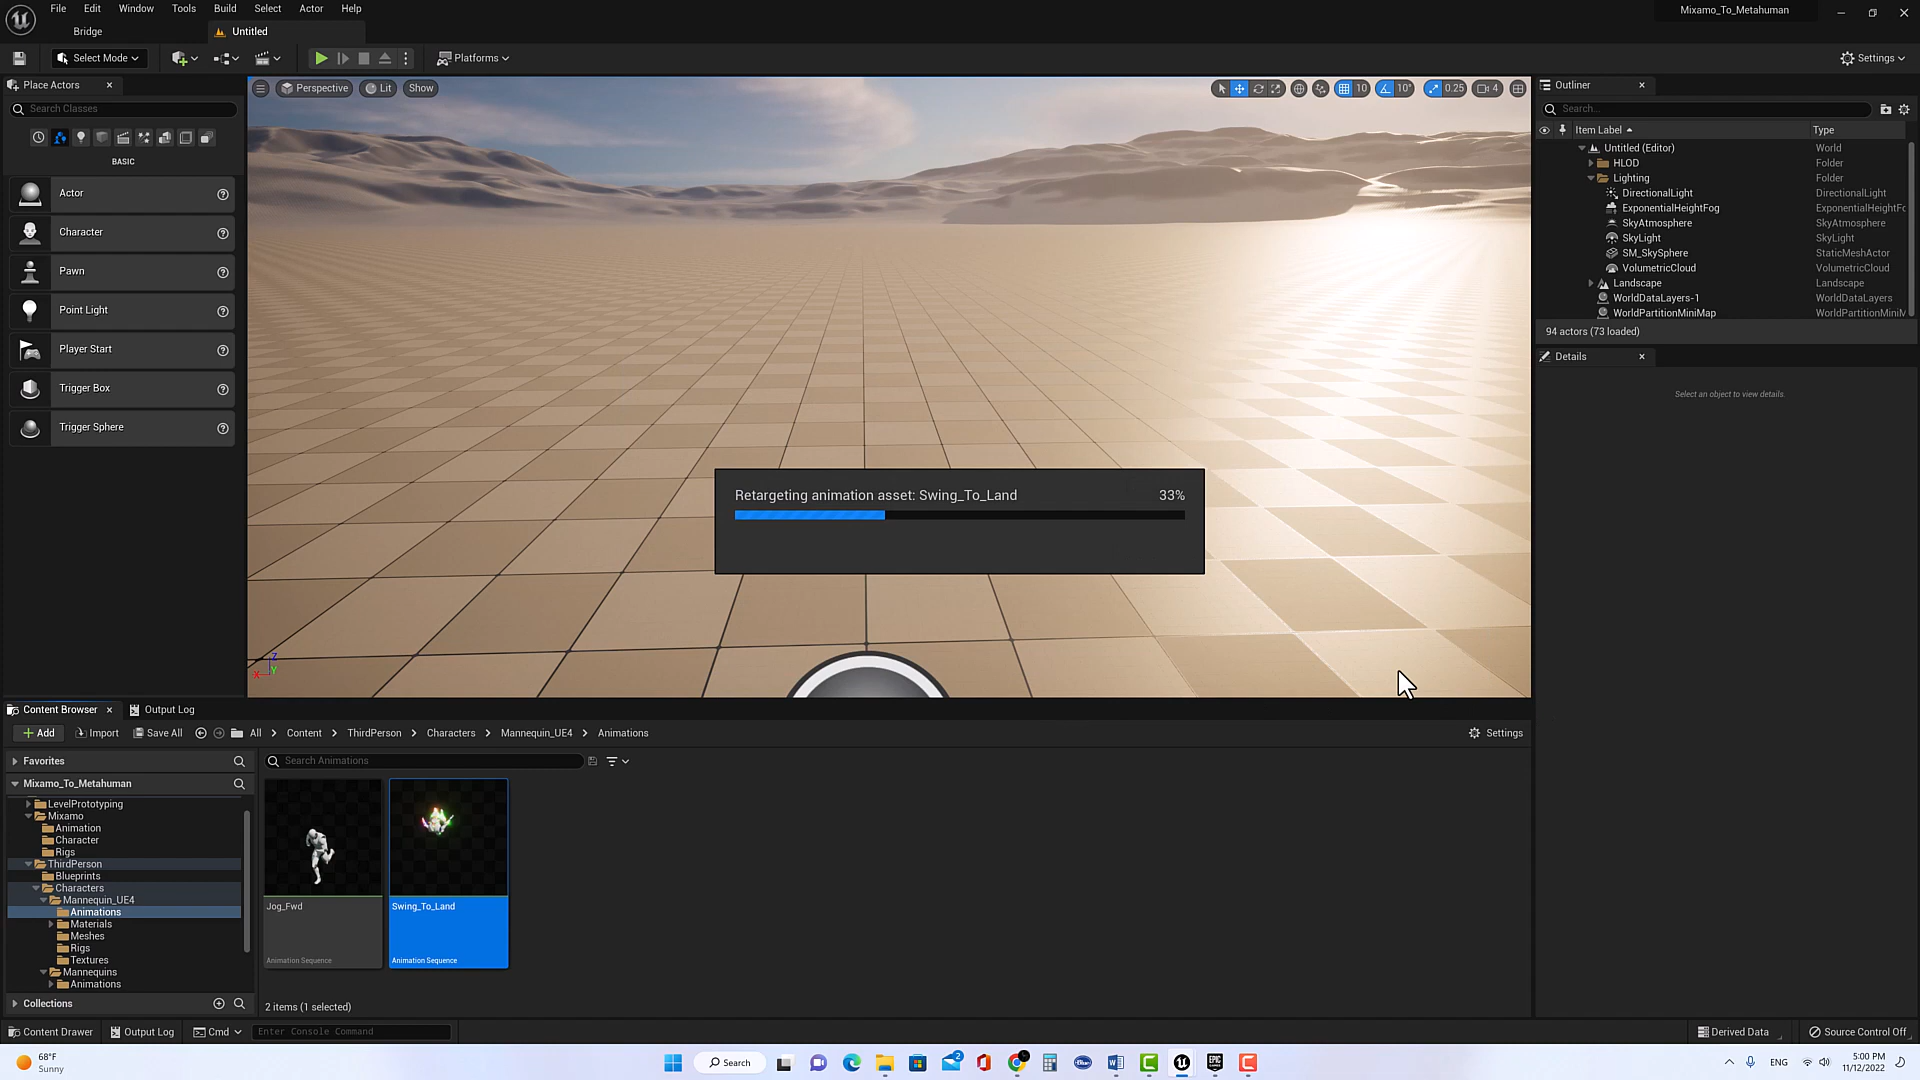 File Edit Window Tools Build Select Actor Help
Mixamo_To_Metahuman
Bridge
Untitled
Select Mode
Platforms
Settings
Place Actors
Search Classes
BASIC
Actor
Character
Pawn
Point Light
Player Start
Trigger Box
Trigger Sphere
Perspective
Lit
Show
10
10°
0.25
4
X
Y
Z
Retargeting animation asset: Swing_To_Land 33%
Outliner
Search...
Item Label Type
Untitled (Editor) World
HLOD Folder
Lighting Folder
DirectionalLight DirectionalLight
ExponentialHeightFog ExponentialHeightFo
SkyAtmosphere SkyAtmosphere
SkyLight SkyLight
SM_SkySphere StaticMeshActor
VolumetricCloud VolumetricCloud
Landscape Landscape
WorldDataLayers-1 WorldDataLayers
WorldPartitionMiniMap WorldPartitionMiniM
94 actors (73 loaded)
Details
Select an object to view details.
Content Browser
Output Log
Add
Import
Save All
All > Content > ThirdPerson > Characters > Mannequin_UE4 > Animations
Settings
Favorites
Mixamo_To_Metahuman
LevelPrototyping
Mixamo
Animation
Character
Rigs
ThirdPerson
Blueprints
Characters
Mannequin_UE4
Animations
Materials
Meshes
Rigs
Textures
Mannequins
Animations
Collections
Search Animations
Jog_Fwd
Animation Sequence
Swing_To_Land
Animation Sequence
2 items (1 selected)
Content Drawer
Output Log
Cmd
Enter Console Command
Derived Data
Source Control Off
68°F
Sunny
Search
2
ENG
5:00 PM
11/12/2022